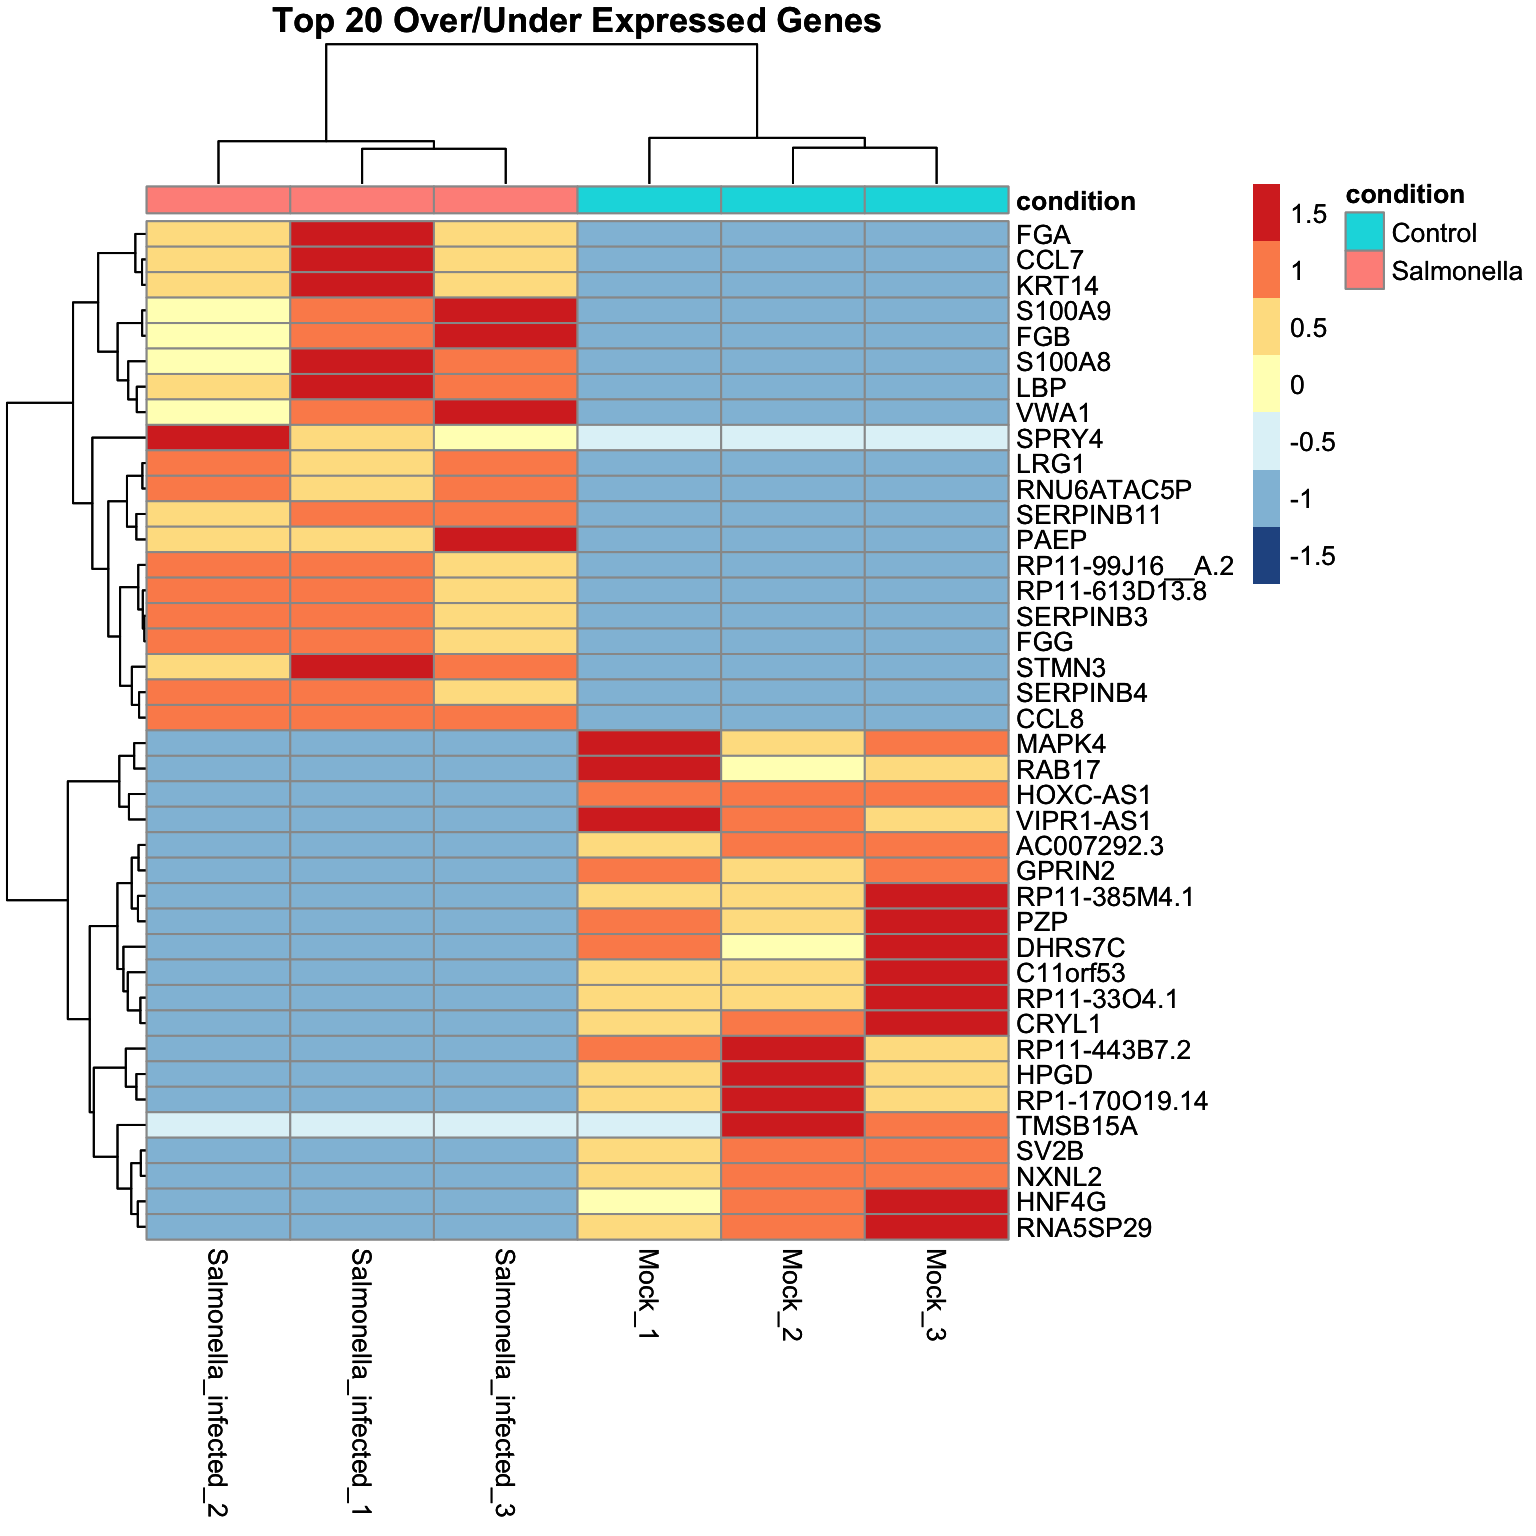 Top 20 Over/Under Expressed Genes
condition
FGA
CCL7
KRT14
S100A9
FGB
S100A8
LBP
VWA1
SPRY4
LRG1
RNU6ATAC5P
SERPINB11
PAEP
RP11-99J16__A.2
RP11-613D13.8
SERPINB3
FGG
STMN3
SERPINB4
CCL8
MAPK4
RAB17
HOXC-AS1
VIPR1-AS1
AC007292.3
GPRIN2
RP11-385M4.1
PZP
DHRS7C
C11orf53
RP11-33O4.1
CRYL1
RP11-443B7.2
HPGD
RP1-170O19.14
TMSB15A
SV2B
NXNL2
HNF4G
RNA5SP29
Salmonella_infected_2
Salmonella_infected_1
Salmonella_infected_3
Mock_1
Mock_2
Mock_3
1.5
1
0.5
0
-0.5
-1
-1.5
condition
Control
Salmonella